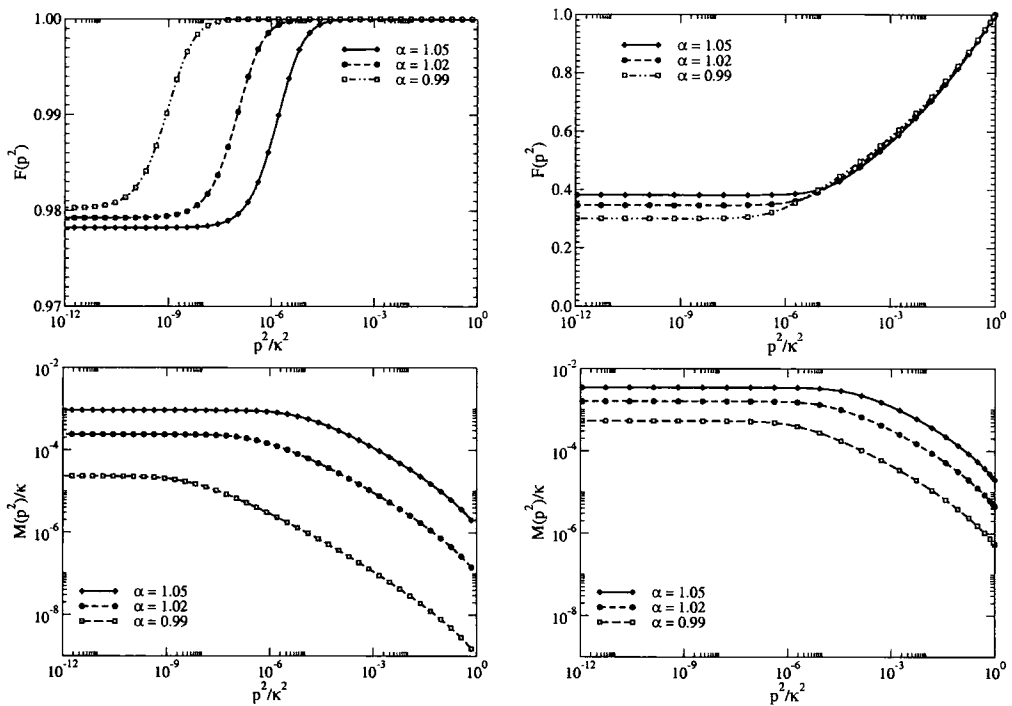 1.00
0.99
0.98
0.97
F(p²)
α = 1.05
α = 1.02
α = 0.99
10⁻¹² 10⁻⁹ 10⁻⁶ 10⁻³ 10⁰
p²/κ²
1.0
0.8
0.6
0.4
0.2
0.0
F(p²)
α = 1.05
α = 1.02
α = 0.99
10⁻¹² 10⁻⁹ 10⁻⁶ 10⁻³ 10⁰
p²/κ²
10⁻²
10⁻⁴
10⁻⁶
10⁻⁸
M(p²)/κ
α = 1.05
α = 1.02
α = 0.99
10⁻¹² 10⁻⁹ 10⁻⁶ 10⁻³ 10⁰
p²/κ²
10⁻²
10⁻⁴
10⁻⁶
10⁻⁸
M(p²)/κ
α = 1.05
α = 1.02
α = 0.99
10⁻¹² 10⁻⁹ 10⁻⁶ 10⁻³ 10⁰
p²/κ²